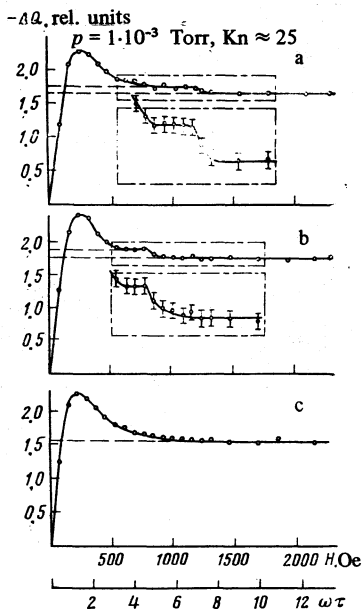 -ΔQ, rel. units
p = 1·10⁻³ Torr, Kn ≈ 25
a
2,0
1,5
1,0
0,5
b
2,0
1,5
1,0
0,5
c
2,0
1,5
1,0
0,5
500 1000 1500 2000 H, Oe
2 4 6 8 10 12 ωτ